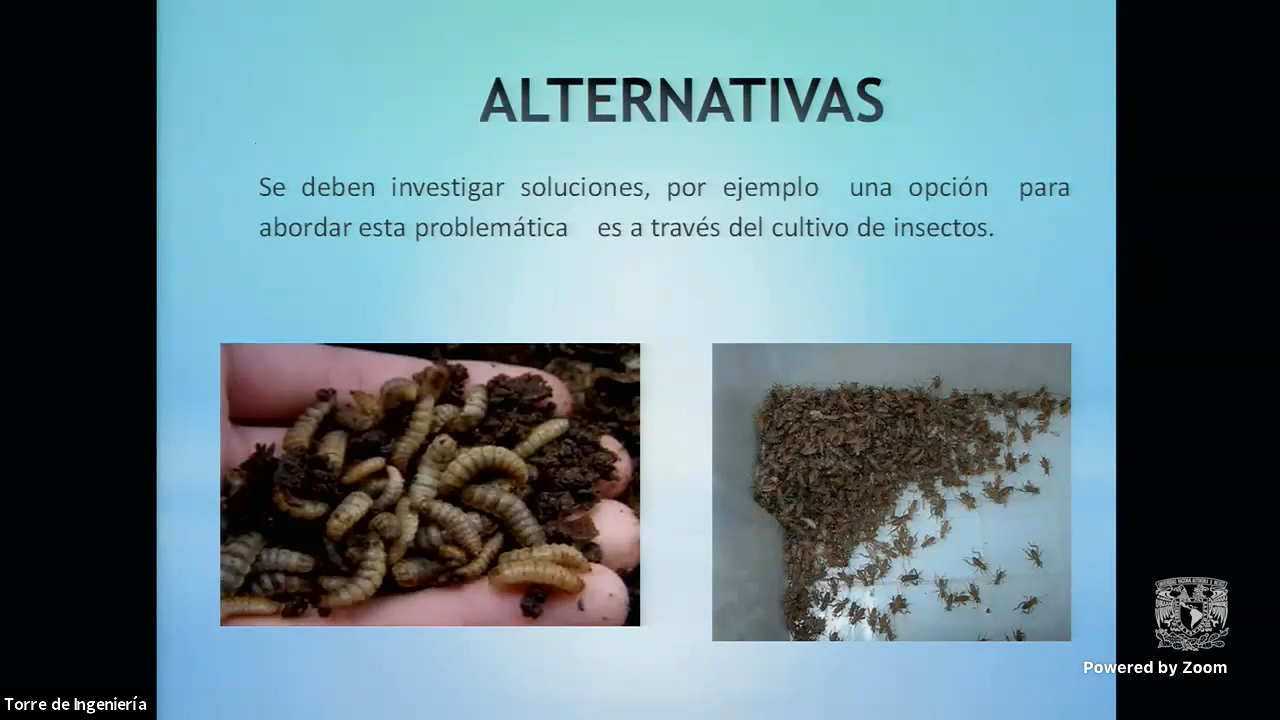 ALTERNATIVAS
Se deben investigar soluciones, por ejemplo una opción para
abordar esta problemática es a través del cultivo de insectos.
Powered by Zoom
Torre de Ingeniería